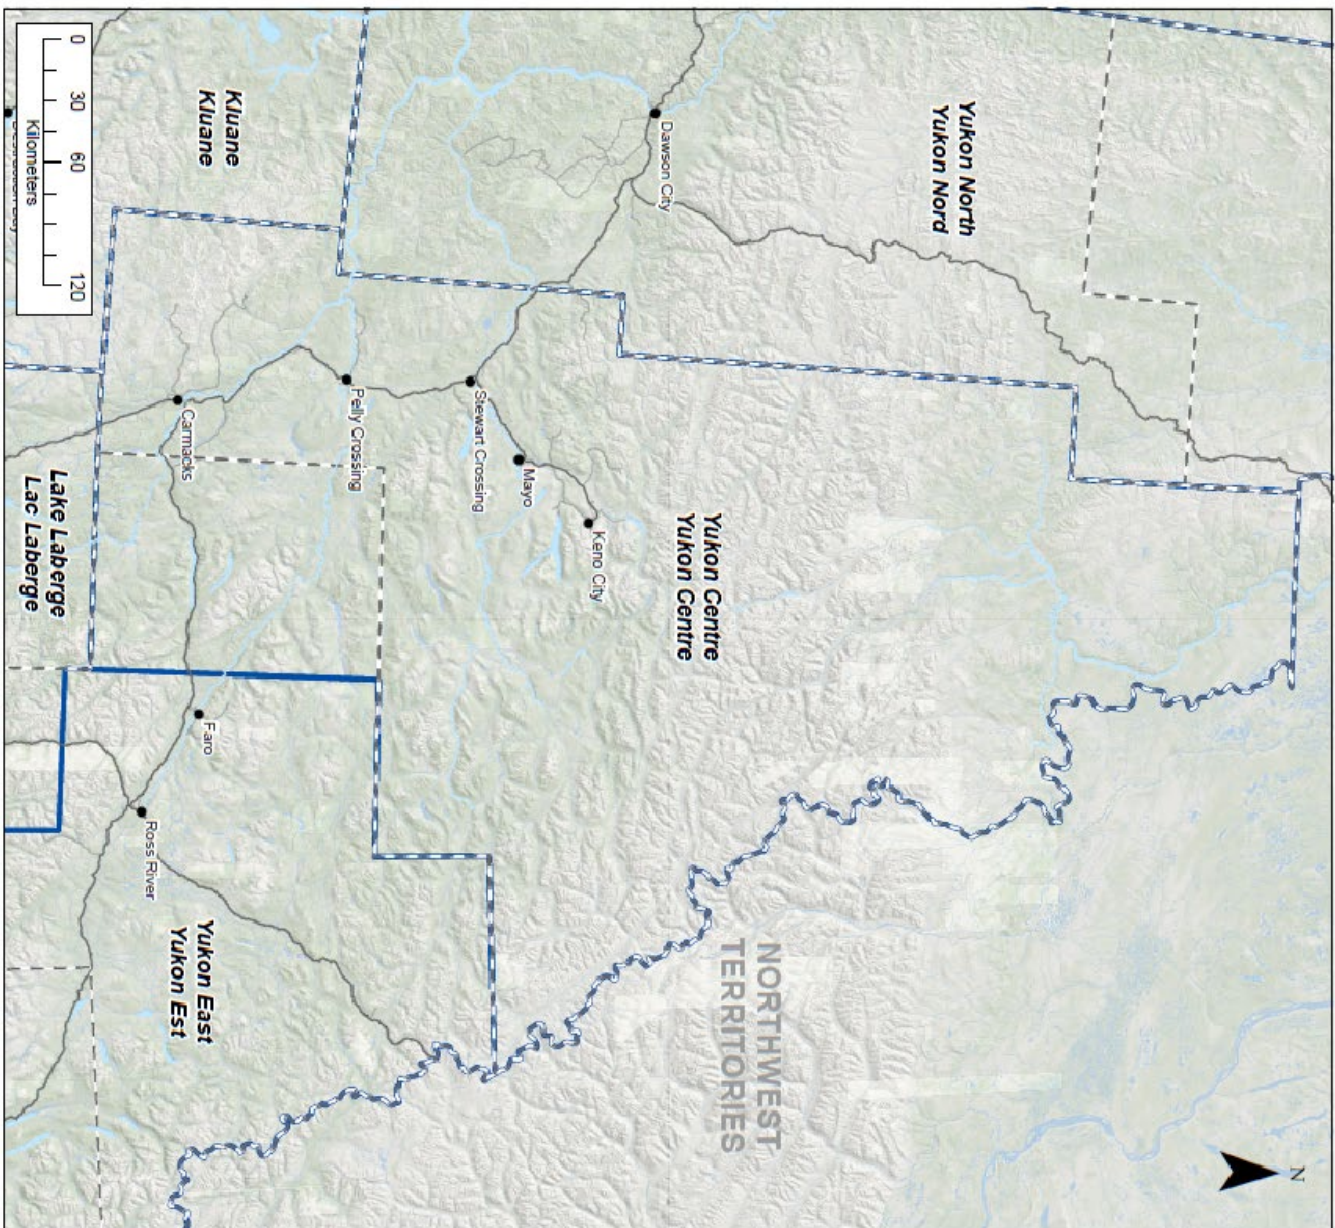 Yukon North
Yukon Nord
Dawson City
Kluane
Kluane
Stewart Crossing
Mayo
Keno City
Pelly Crossing
Carmacks
Yukon Centre
Yukon Centre
Lake Laberge
Lac Laberge
Faro
Ross River
Yukon East
Yukon Est
NORTHWEST
TERRITORIES
N
0 30 60 120
Kilometers